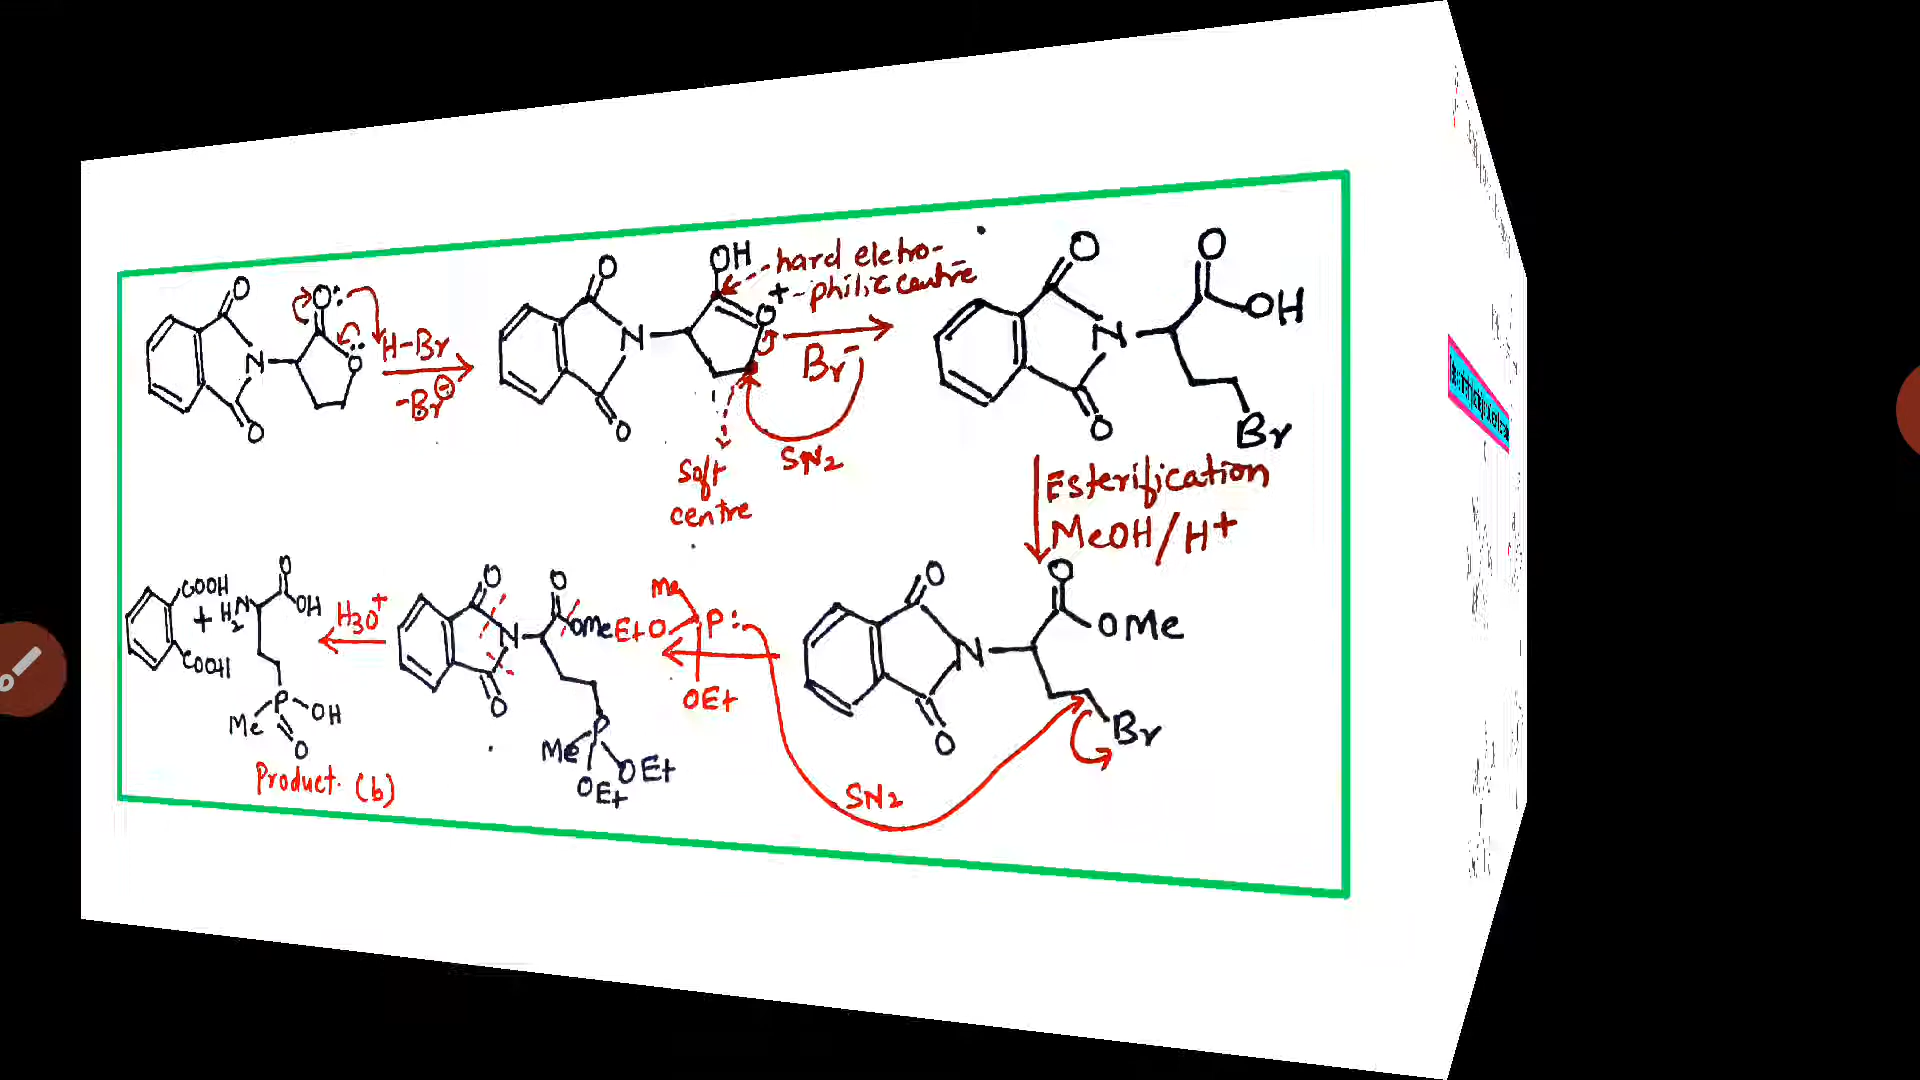 O
O
N
O:
O:
H-Br
-Br⊖
O
O
N
OH
O
+
hard eletro-
-philic centre
Br⁻
SN2
Soft
centre
O
O
N
O
OH
Br
Esterification
MeOH/H+
O
O
N
O
OMe
Br
SN2
Me
EtO
P:
OEt
O
O
N
O
OMe
Me
P
OEt
OEt
H3O+
COOH
COOH
+
H2N
O
OH
P
Me
OH
O
Product. (b)